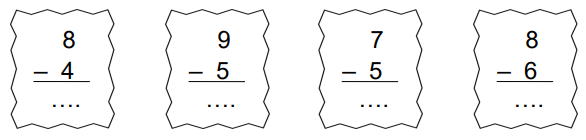 8 9 7 8
– 4 – 5 – 5 – 6
.... .... .... ....